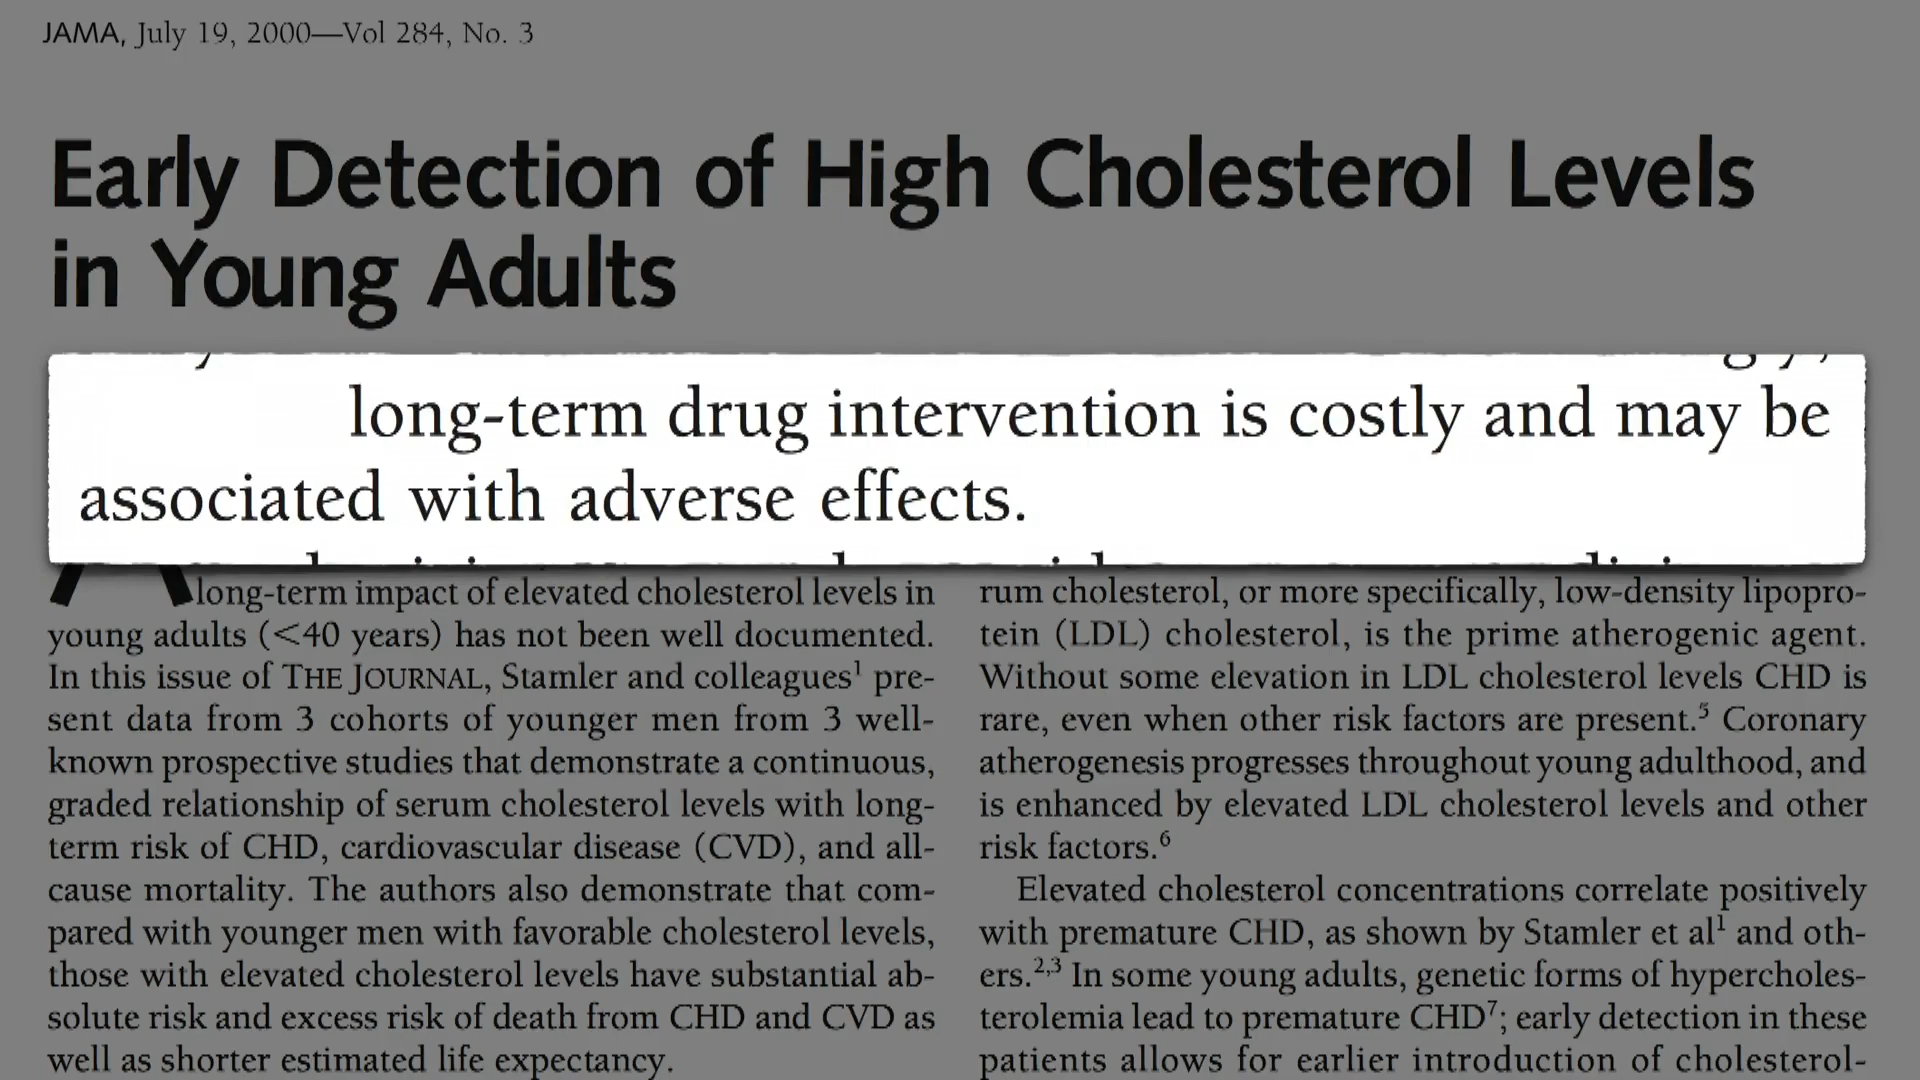 JAMA, July 19, 2000—Vol 284, No. 3
Early Detection of High Cholesterol Levels
in Young Adults
long-term drug intervention is costly and may be
associated with adverse effects.
long-term impact of elevated cholesterol levels in
young adults (<40 years) has not been well documented.
In this issue of THE JOURNAL, Stamler and colleagues¹ pre-
sent data from 3 cohorts of younger men from 3 well-
known prospective studies that demonstrate a continuous,
graded relationship of serum cholesterol levels with long-
term risk of CHD, cardiovascular disease (CVD), and all-
cause mortality. The authors also demonstrate that com-
pared with younger men with favorable cholesterol levels,
those with elevated cholesterol levels have substantial ab-
solute risk and excess risk of death from CHD and CVD as
well as shorter estimated life expectancy.
rum cholesterol, or more specifically, low-density lipopro-
tein (LDL) cholesterol, is the prime atherogenic agent.
Without some elevation in LDL cholesterol levels CHD is
rare, even when other risk factors are present.⁵ Coronary
atherogenesis progresses throughout young adulthood, and
is enhanced by elevated LDL cholesterol levels and other
risk factors.⁶
Elevated cholesterol concentrations correlate positively
with premature CHD, as shown by Stamler et al¹ and oth-
ers.²,³ In some young adults, genetic forms of hypercholes-
terolemia lead to premature CHD⁷; early detection in these
patients allows for earlier introduction of cholesterol-